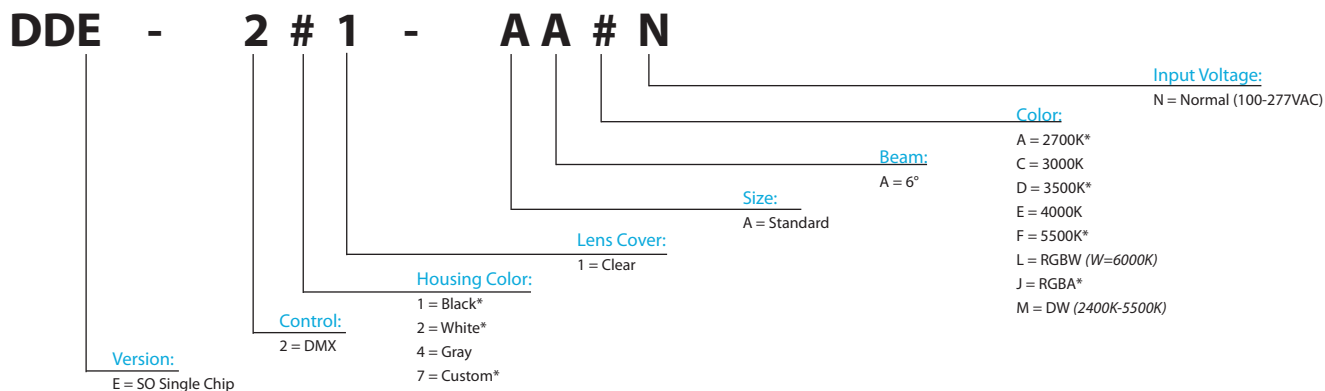 DDE - 2 # 1 - A A # N
Input Voltage:
N = Normal (100-277VAC)
Color:
A = 2700K*
C = 3000K
D = 3500K*
E = 4000K
F = 5500K*
L = RGBW (W=6000K)
J = RGBA*
M = DW (2400K-5500K)
Beam:
A = 6°
Size:
A = Standard
Lens Cover:
1 = Clear
Housing Color:
1 = Black*
2 = White*
4 = Gray
7 = Custom*
Control:
2 = DMX
Version:
E = SO Single Chip